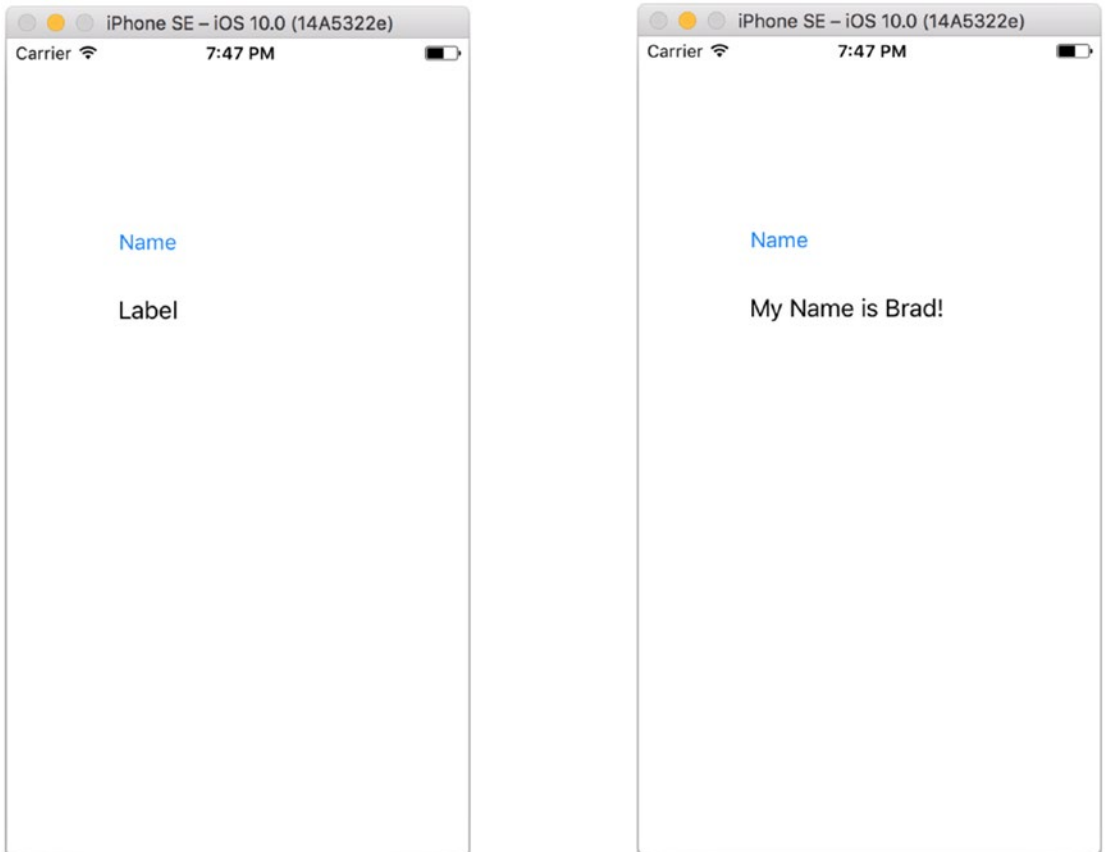 iPhone SE – iOS 10.0 (14A5322e)
Carrier 7:47 PM
Name
Label
iPhone SE – iOS 10.0 (14A5322e)
Carrier 7:47 PM
Name
My Name is Brad!